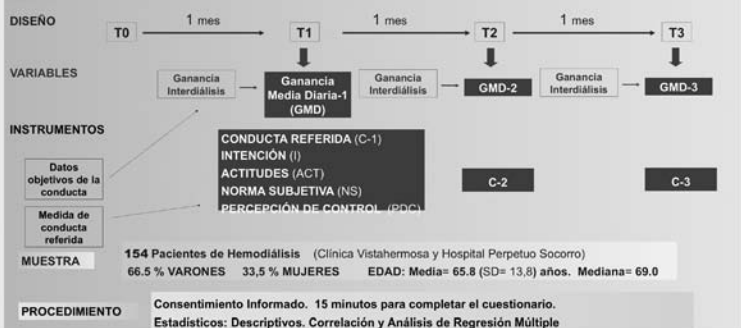 DISEÑO
T0
1 mes
T1
1 mes
T2
1 mes
T3
VARIABLES
Ganancia
Interdiálisis
Ganancia
Media Diaria-1
(GMD)
Ganancia
Interdiálisis
GMD-2
Ganancia
Interdiálisis
GMD-3
INSTRUMENTOS
Datos
objetivos de la
conducta
Medida de
conducta
referida
CONDUCTA REFERIDA (C-1)
INTENCIÓN (I)
ACTITUDES (ACT)
NORMA SUBJETIVA (NS)
PERCEPCIÓN DE CONTROL (PDC)
C-2
C-3
MUESTRA
154 Pacientes de Hemodiálisis (Clínica Vistahermosa y Hospital Perpetuo Socorro)
66.5 % VARONES 33,5 % MUJERES EDAD: Media= 65.8 (SD= 13,8) años. Mediana= 69.0
PROCEDIMIENTO
Consentimiento Informado. 15 minutos para completar el cuestionario.
Estadísticos: Descriptivos. Correlación y Análisis de Regresión Múltiple